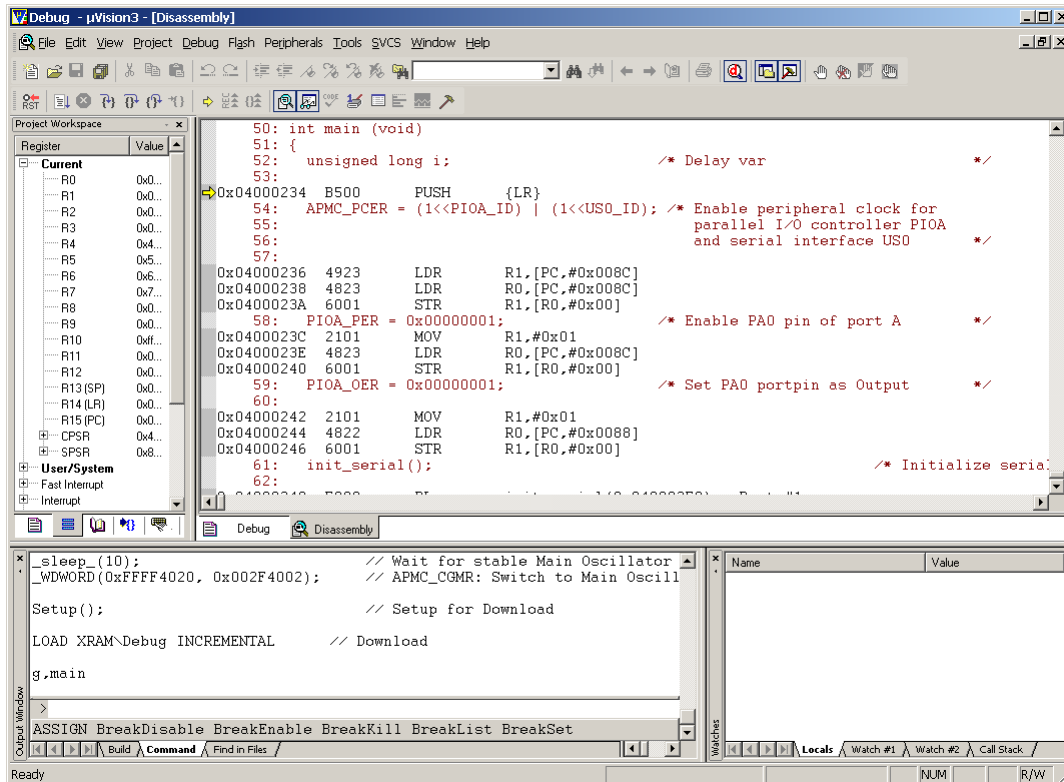 Debug - µVision3 - [Disassembly]
File Edit View Project Debug Flash Peripherals Tools SVCS Window Help
RST
CODE
Project Workspace
Register Value
Current
R0 0x0...
R1 0x0...
R2 0x0...
R3 0x0...
R4 0x4...
R5 0x5...
R6 0x6...
R7 0x7...
R8 0x0...
R9 0x0...
R10 0xff...
R11 0x0...
R12 0x0...
R13 (SP) 0x0...
R14 (LR) 0x0...
R15 (PC) 0x0...
CPSR 0x4...
SPSR 0x8...
User/System
Fast Interrupt
Interrupt
50: int main (void)
51: {
52: unsigned long i; /* Delay var */
53:
0x04000234 B500 PUSH {LR}
54: APMC_PCER = (1<<PIOA_ID) | (1<<US0_ID); /* Enable peripheral clock for
55: parallel I/O controller PIOA
56: and serial interface US0 */
57:
0x04000236 4923 LDR R1,[PC,#0x008C]
0x04000238 4823 LDR R0,[PC,#0x008C]
0x0400023A 6001 STR R1,[R0,#0x00]
58: PIOA_PER = 0x00000001; /* Enable PA0 pin of port A */
0x0400023C 2101 MOV R1,#0x01
0x0400023E 4823 LDR R0,[PC,#0x008C]
0x04000240 6001 STR R1,[R0,#0x00]
59: PIOA_OER = 0x00000001; /* Set PA0 portpin as Output */
60:
0x04000242 2101 MOV R1,#0x01
0x04000244 4822 LDR R0,[PC,#0x0088]
0x04000246 6001 STR R1,[R0,#0x00]
61: init_serial(); /* Initialize serial
62:
Debug Disassembly
_sleep_(10); // Wait for stable Main Oscillator
_WDWORD(0xFFFF4020, 0x002F4002); // APMC_CGMR: Switch to Main Oscill
Setup(); // Setup for Download
LOAD XRAM\Debug INCREMENTAL // Download
g,main
>
ASSIGN BreakDisable BreakEnable BreakKill BreakList BreakSet
Output Window
Build Command Find in Files
Name Value
Watches
Locals Watch #1 Watch #2 Call Stack
Ready NUM R/W